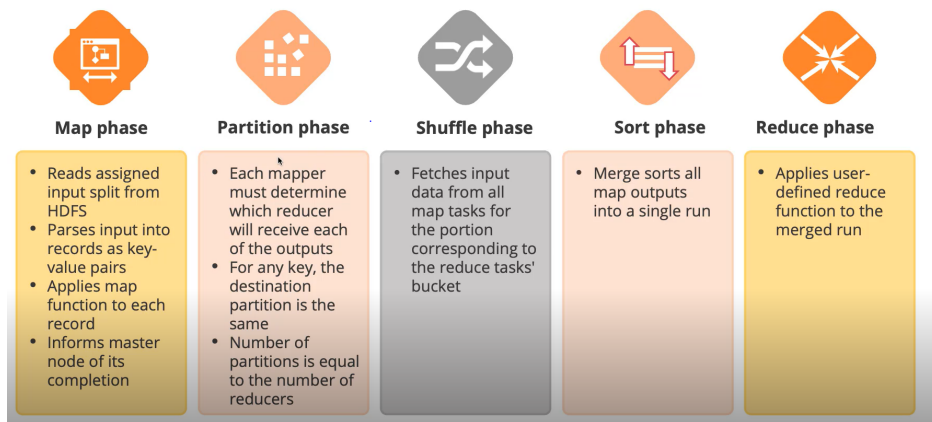 Map phase
Partition phase
Shuffle phase
Sort phase
Reduce phase
• Reads assigned
input split from
HDFS
• Parses input into
records as key-
value pairs
• Applies map
function to each
record
• Informs master
node of its
completion
• Each mapper
must determine
which reducer
will receive each
of the outputs
• For any key, the
destination
partition is the
same
• Number of
partitions is equal
to the number of
reducers
• Fetches input
data from all
map tasks for
the portion
corresponding to
the reduce tasks'
bucket
• Merge sorts all
map outputs
into a single run
• Applies user-
defined reduce
function to the
merged run